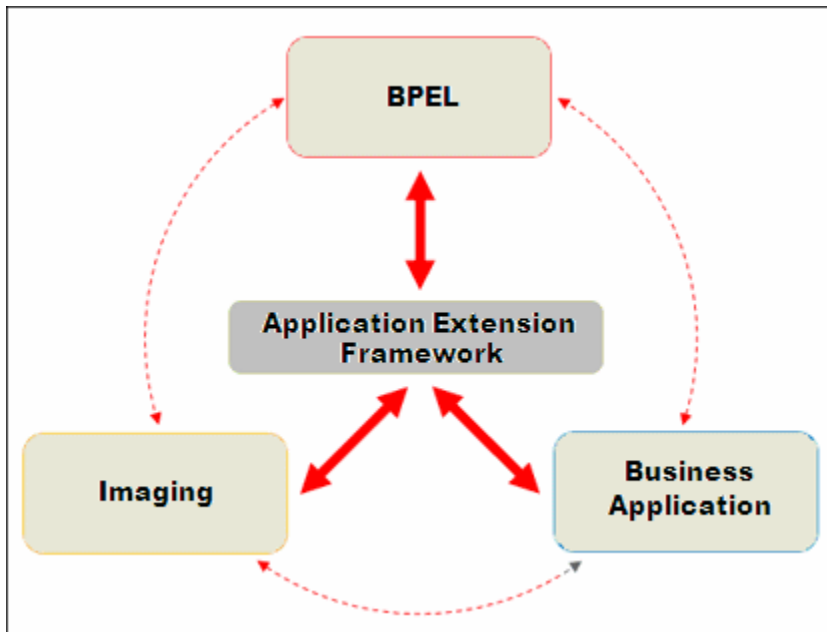 BPEL
Application Extension
Framework
Imaging
Business
Application